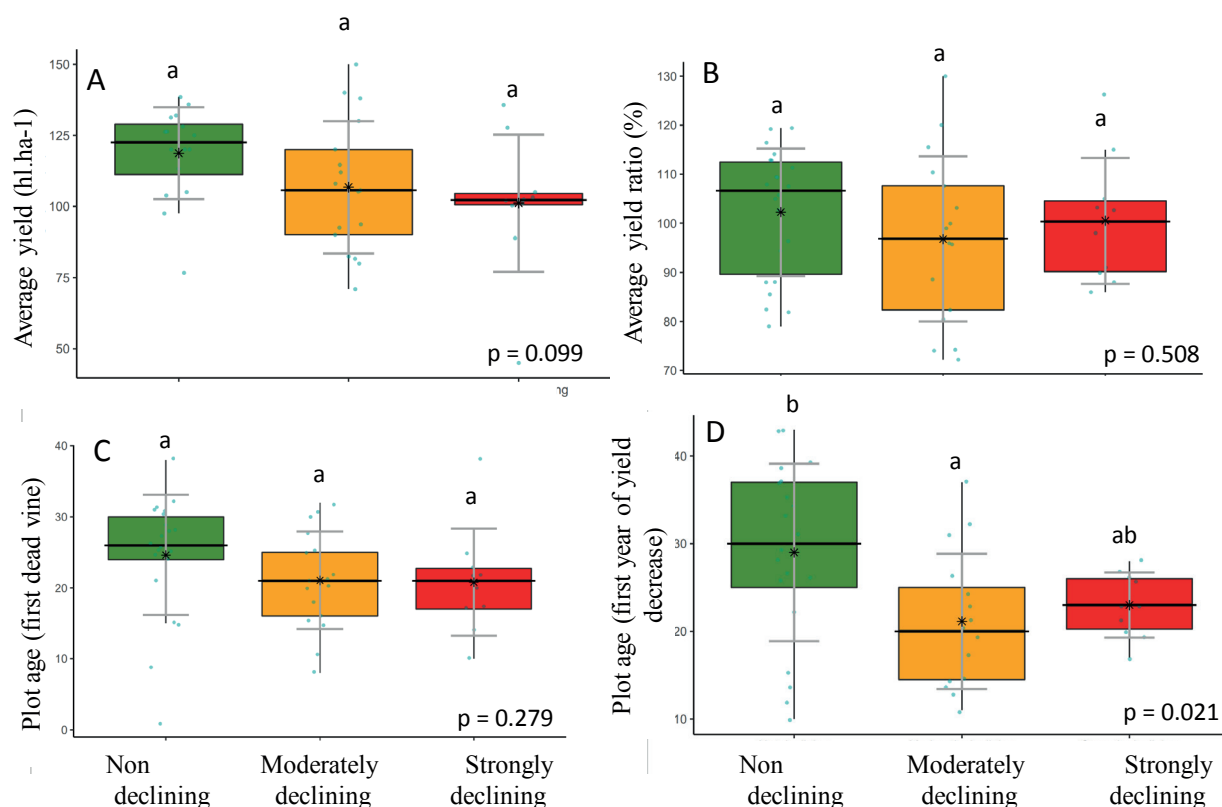 A
Average yield (hl.ha-1)
150
125
100
75
50
a
a
a
p = 0.099
ng
B
Average yield ratio (%)
130
120
110
100
90
80
70
a
a
a
p = 0.508
C
Plot age (first dead vine)
40
30
20
10
0
a
a
a
p = 0.279
Non
declining
Moderately
declining
Strongly
declining
D
Plot age (first year of yield
decrease)
40
30
20
10
b
a
ab
p = 0.021
Non
declining
Moderately
declining
Strongly
declining